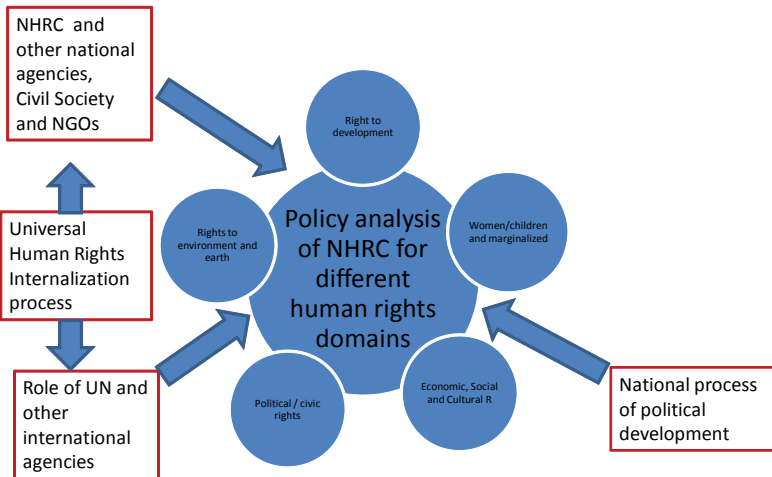 NHRC and
other national
agencies,
Civil Society
and NGOs
Universal
Human Rights
Internalization
process
Role of UN and
other
international
agencies
Right to
development
Rights to
environment and
earth
Policy analysis
of NHRC for
different
human rights
domains
Women/children
and marginalized
Political / civic
rights
Economic, Social
and Cultural R
National process
of political
development